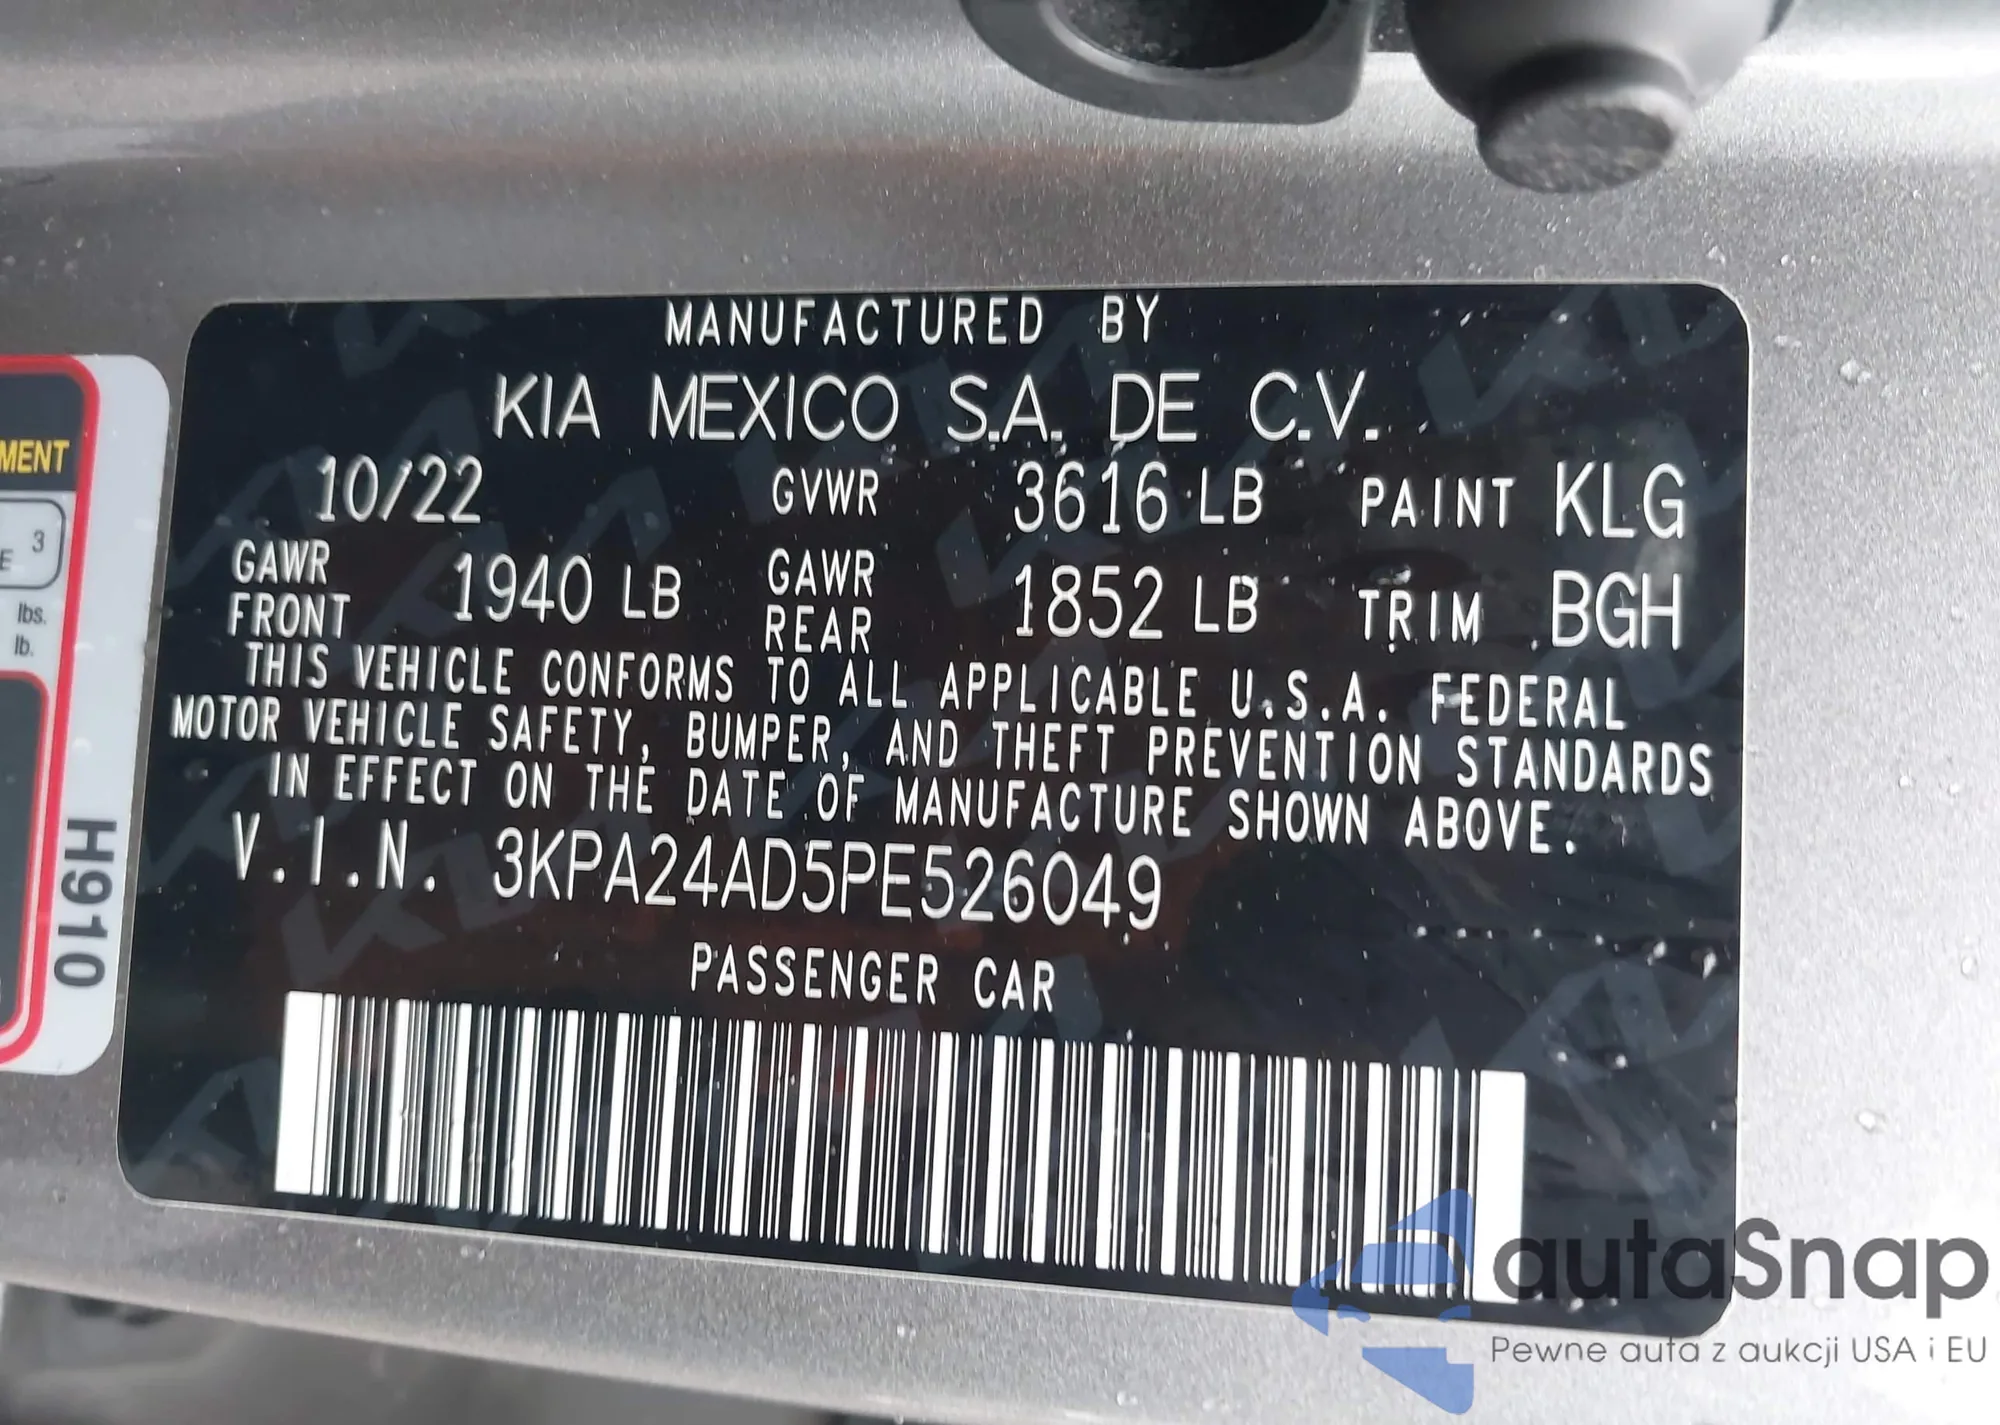 MANUFACTURED BY
KIA MEXICO S.A. DE C.V.
10/22 GVWR 3616 LB PAINT KLG
GAWR FRONT 1940 LB GAWR REAR 1852 LB TRIM BGH
THIS VEHICLE CONFORMS TO ALL APPLICABLE U.S.A. FEDERAL
MOTOR VEHICLE SAFETY, BUMPER, AND THEFT PREVENTION STANDARDS
IN EFFECT ON THE DATE OF MANUFACTURE SHOWN ABOVE.
V.I.N. 3KPA24AD5PE526049
PASSENGER CAR
MENT
E 3
lbs.
lb.
H910
autaSnap
Pewne auta z aukcji USA i EU